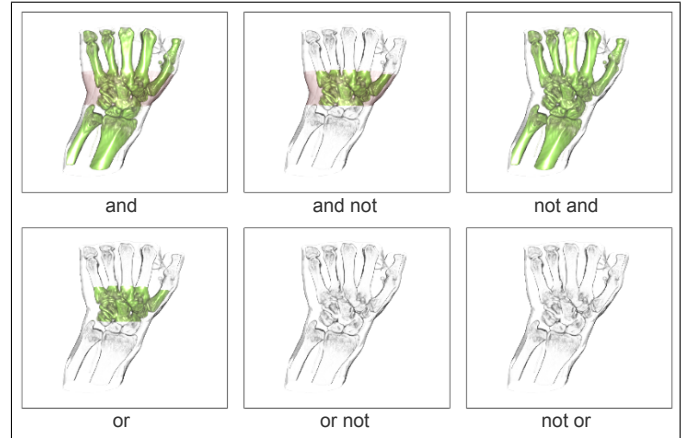 and
and not
not and
or
or not
not or